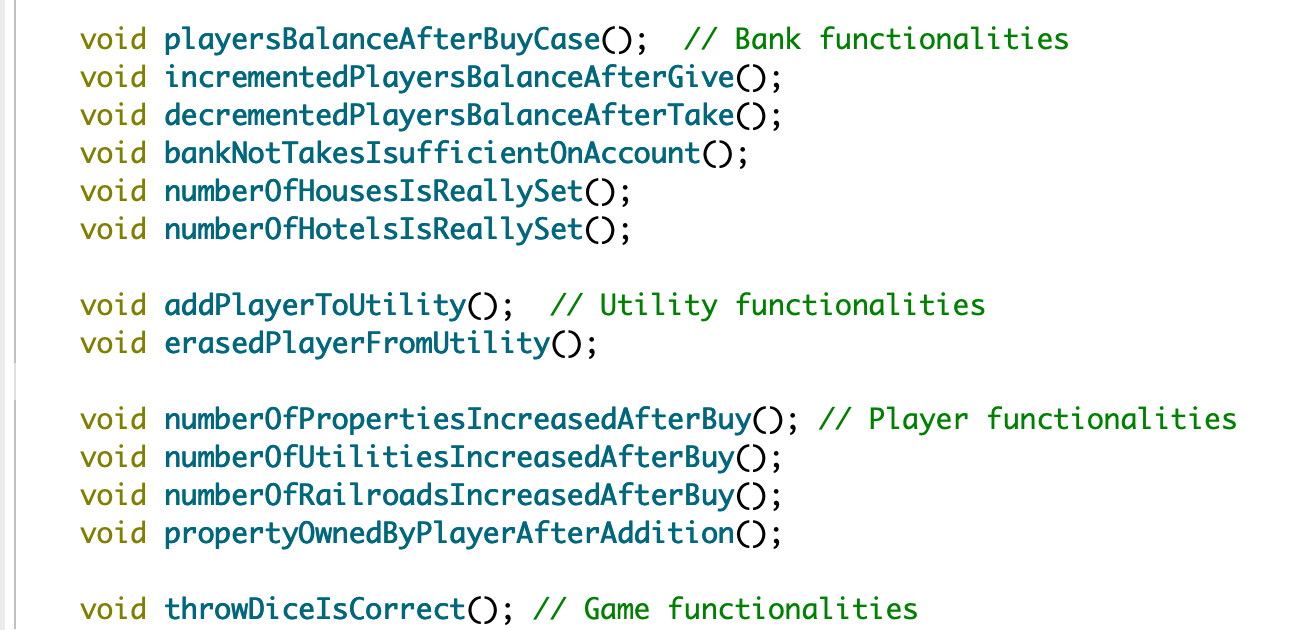 void playersBalanceAfterBuyCase();  // Bank functionalities
void incrementedPlayersBalanceAfterGive();
void decrementedPlayersBalanceAfterTake();
void bankNotTakesIsufficientOnAccount();
void numberOfHousesIsReallySet();
void numberOfHotelsIsReallySet();
void addPlayerToUtility();  // Utility functionalities
void erasedPlayerFromUtility();
void numberOfPropertiesIncreasedAfterBuy(); // Player functionalities
void numberOfUtilitiesIncreasedAfterBuy();
void numberOfRailroadsIncreasedAfterBuy();
void propertyOwnedByPlayerAfterAddition();
void throwDiceIsCorrect(); // Game functionalities